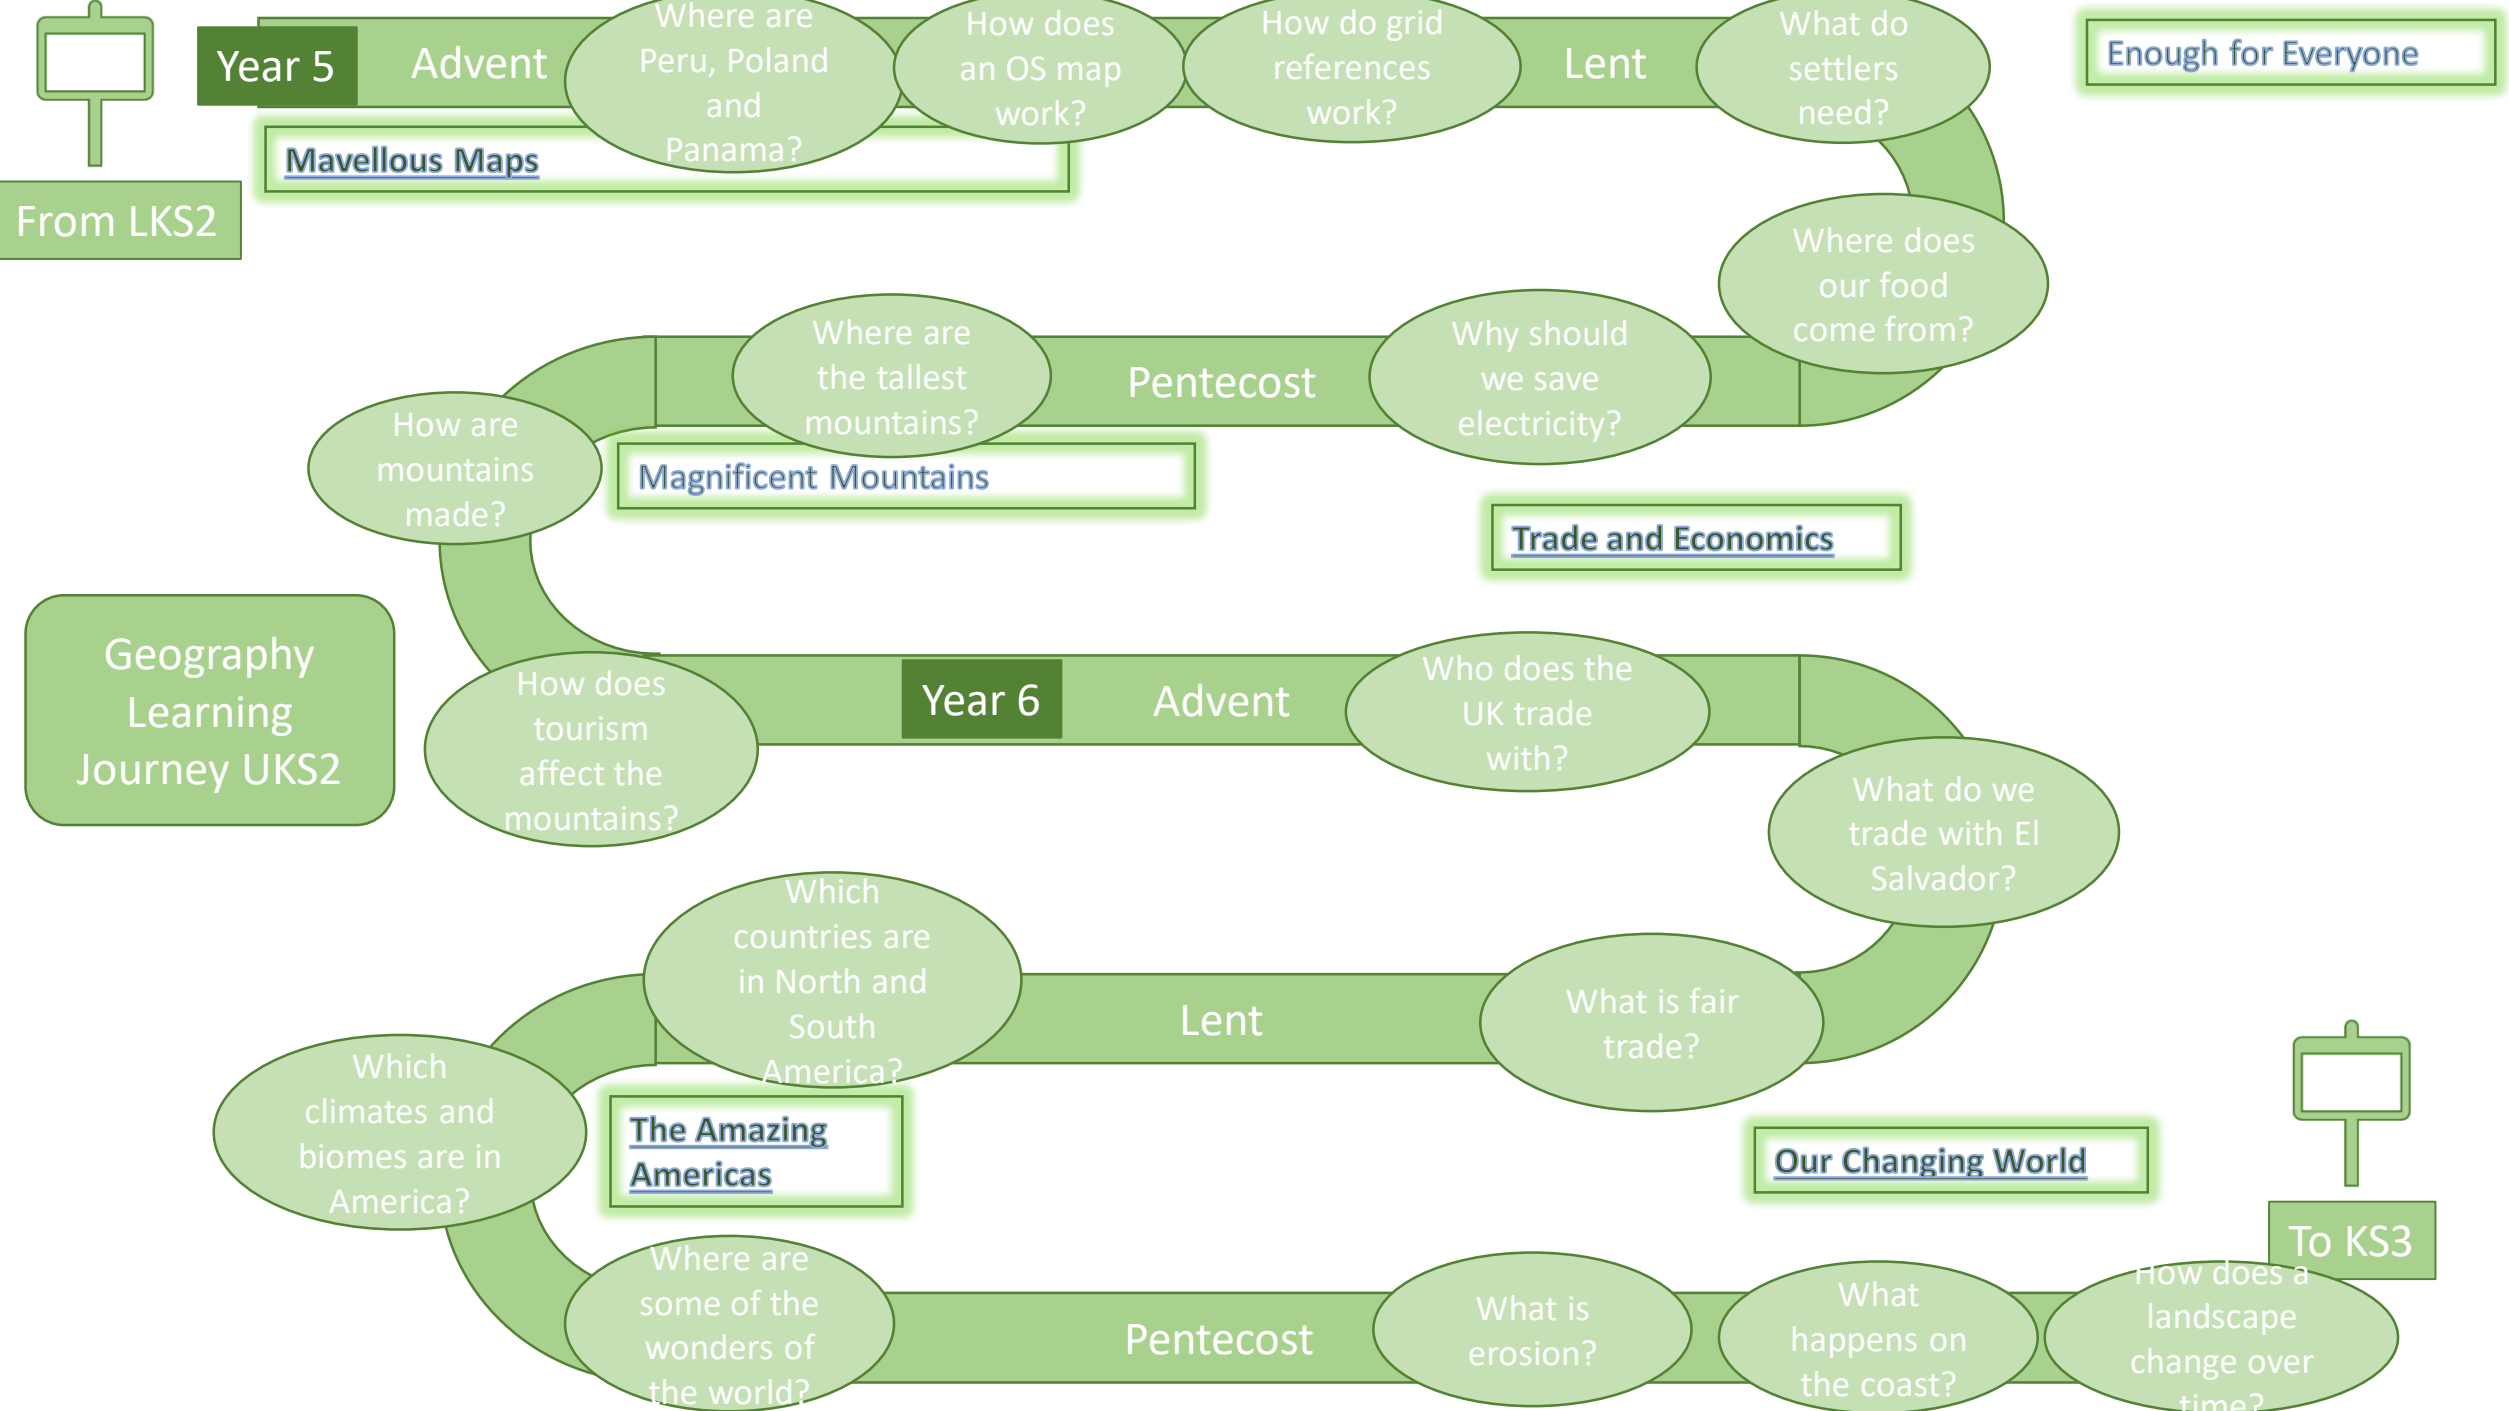 From LKS2
Year 5
Advent
Mavellous Maps
Where are
Peru, Poland
and
Panama?
How does
an OS map
work?
How do grid
references
work?
Lent
What do
settlers
need?
Enough for Everyone
Where does
our food
come from?
Why should
we save
electricity?
Pentecost
Where are
the tallest
mountains?
Magnificent Mountains
How are
mountains
made?
Trade and Economics
Geography
Learning
Journey UKS2
How does
tourism
affect the
mountains?
Year 6
Advent
Who does the
UK trade
with?
What do we
trade with El
Salvador?
What is fair
trade?
Lent
Which
countries are
in North and
South
America?
Which
climates and
biomes are in
America?
The Amazing
Americas
Our Changing World
Where are
some of the
wonders of
the world?
Pentecost
What is
erosion?
What
happens on
the coast?
How does a
landscape
change over
time?
To KS3